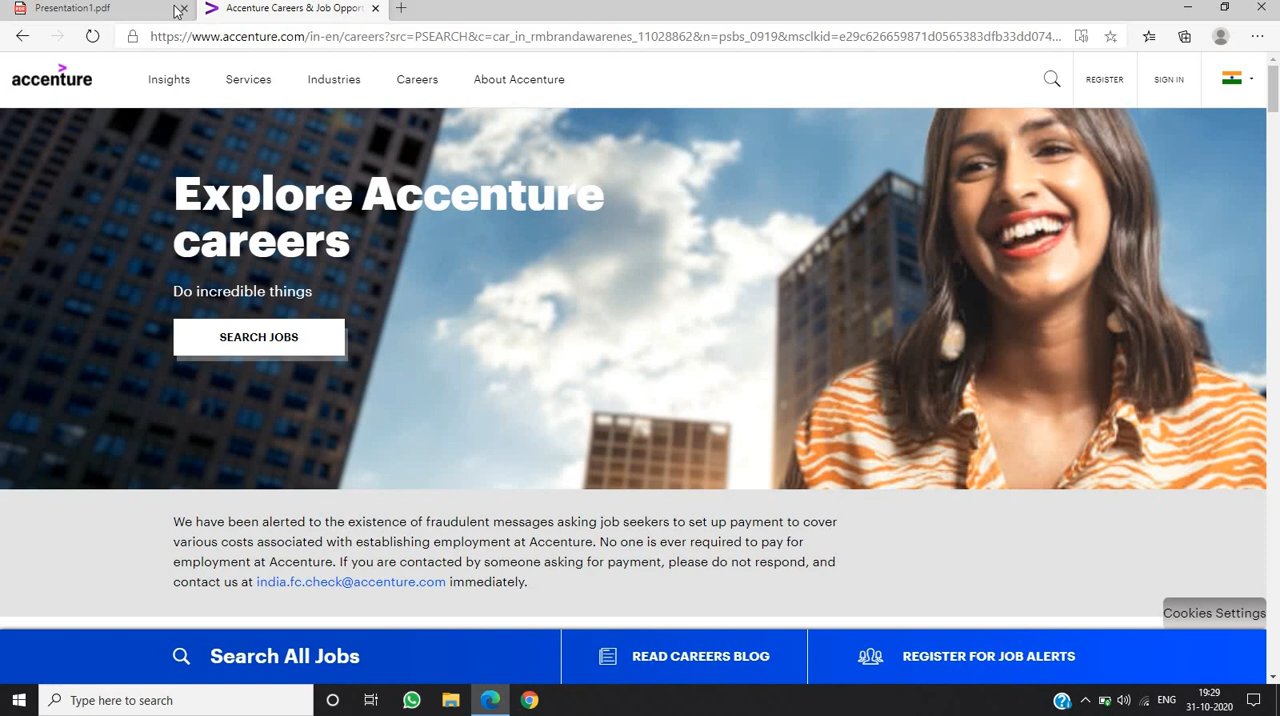 Presentation1.pdf
Accenture Careers & Job Opport
https://www.accenture.com/in-en/careers?src=PSEARCH&c=car_in_rmbrandawarenes_11028862&n=psbs_0919&msclkid=e29c626659871d0565383dfb33dd074...
accenture
Insights
Services
Industries
Careers
About Accenture
REGISTER
SIGN IN
Explore Accenture
careers
Do incredible things
SEARCH JOBS
We have been alerted to the existence of fraudulent messages asking job seekers to set up payment to cover
various costs associated with establishing employment at Accenture. No one is ever required to pay for
employment at Accenture. If you are contacted by someone asking for payment, please do not respond, and
contact us at india.fc.check@accenture.com immediately.
Cookies Settings
Search All Jobs
READ CAREERS BLOG
REGISTER FOR JOB ALERTS
Type here to search
ENG
19:29
31-10-2020